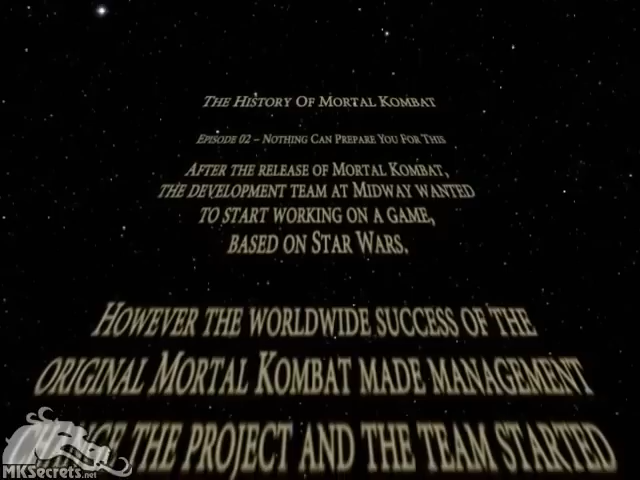 The History Of Mortal Kombat
Episode 02 – Nothing Can Prepare You For This
After the release of Mortal Kombat,
the development team at Midway wanted
to start working on a game,
based on Star Wars.
However the worldwide success of the
original Mortal Kombat made management
change the project and the team started
MKSecrets.net